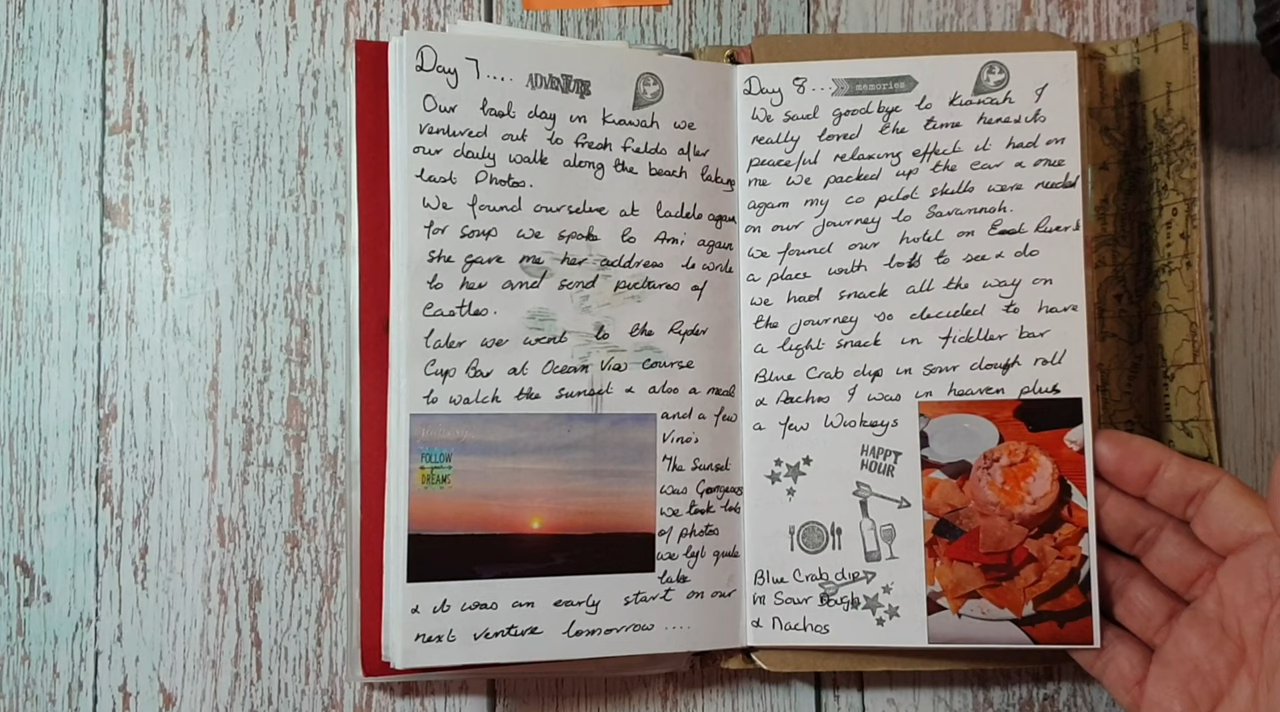 Day 7....
ADVENTURE
Our last day in Kiawah we
ventured out to fresh fields after
our daily walk along the beach taking
last Photos.
We found ourselve at again
for soup we spoke to Ami again
she gave me her address to write
to her and send pictures of
Castles.
later we went to the Ryder
Cup Bar at Ocean course
to watch the sunset & also a meal
and a few
Vino's
The Sunset
was Gorgeous
we took lots
of photos
we left quite
late
FOLLOW
your
DREAMS
& it was an early start on our
next venture tomorrow ....
Day 8...
memories
We said goodbye to Kiawah I
really loved the time here & its
peaceful relaxing effect it had on
me we packed up the car & once
again my co pilot skills were needed
on our journey to Savannah.
we found our hotel on East River St
a place with lots to see & do
we had snack all the way on
the journey so decided to have
a light snack in fiddler bar
Blue Crab dip in sour dough roll
& Nachos I was in heaven plus
a few Wiskeys
HAPPY
HOUR
Blue Crab dip
in Sour Dough
& Nachos